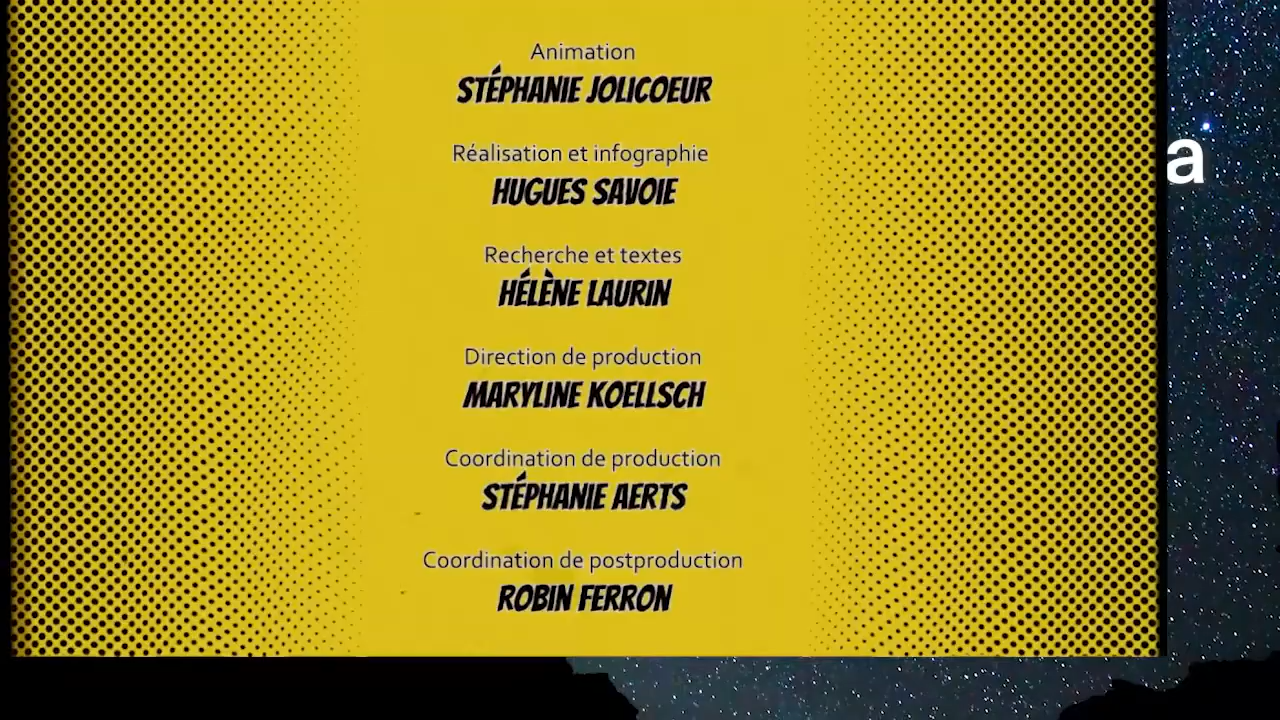 Animation
STÉPHANIE JOLICOEUR
Réalisation et infographie
HUGUES SAVOIE
Recherche et textes
HÉLÈNE LAURIN
Direction de production
MARYLINE KOELLSCH
Coordination de production
STÉPHANIE AERTS
Coordination de postproduction
ROBIN FERRON
a